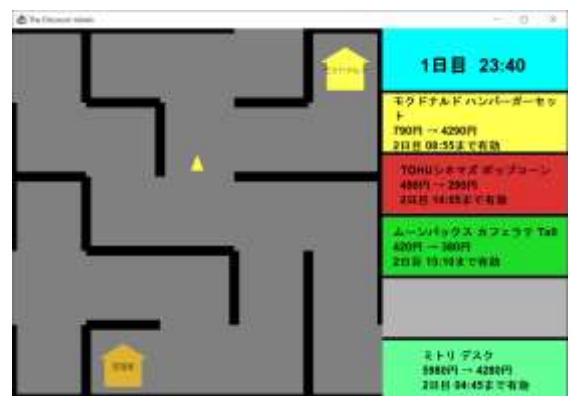 The Discount Week
1日目 23:40
モクドナルド ハンバーガーセッ
ト
790円 → 4290円
2日目 08:55まで有効
TOHUシネマズ ポップコーン
490円 → 290円
2日目 14:55まで有効
ムーンバックス カフェラテ Tall
420円 → 380円
2日目 15:10まで有効
ミトリ デスク
5980円 → 4280円
2日目 04:45まで有効